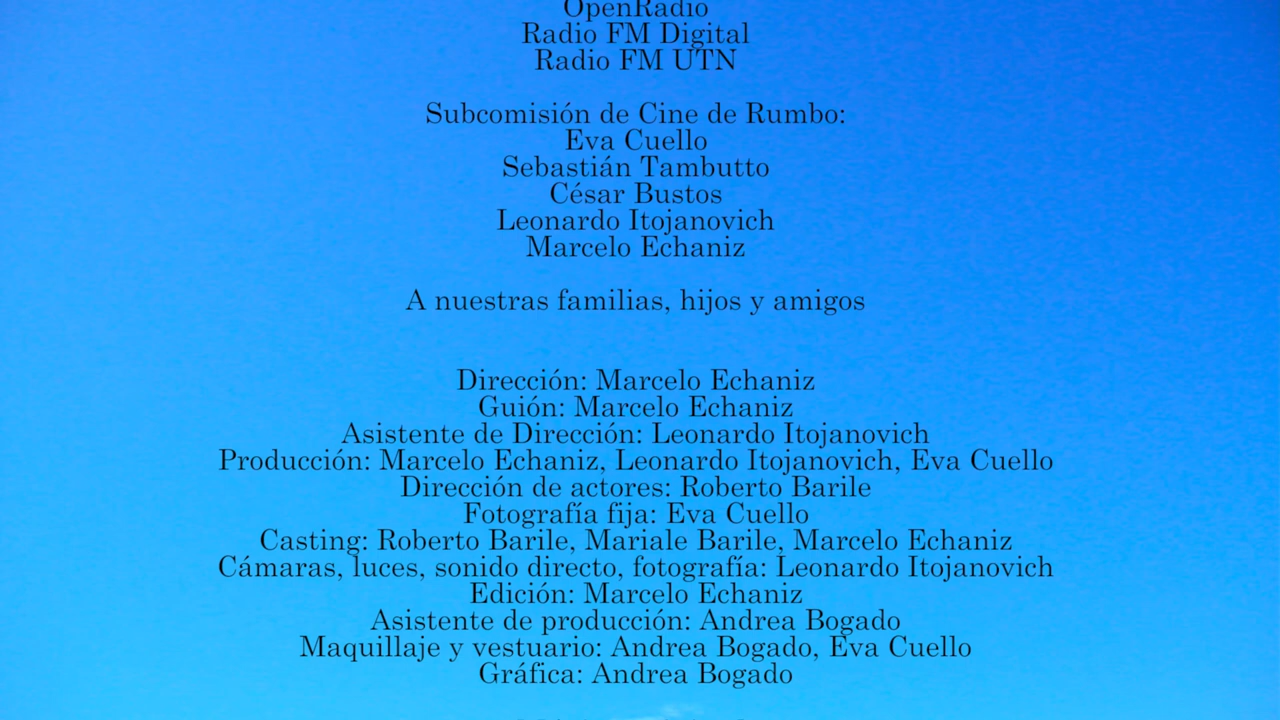 OpenRadio
Radio FM Digital
Radio FM UTN
Subcomisión de Cine de Rumbo:
Eva Cuello
Sebastián Tambutto
César Bustos
Leonardo Itojanovich
Marcelo Echaniz
A nuestras familias, hijos y amigos
Dirección: Marcelo Echaniz
Guión: Marcelo Echaniz
Asistente de Dirección: Leonardo Itojanovich
Producción: Marcelo Echaniz, Leonardo Itojanovich, Eva Cuello
Dirección de actores: Roberto Barile
Fotografía fija: Eva Cuello
Casting: Roberto Barile, Mariale Barile, Marcelo Echaniz
Cámaras, luces, sonido directo, fotografía: Leonardo Itojanovich
Edición: Marcelo Echaniz
Asistente de producción: Andrea Bogado
Maquillaje y vestuario: Andrea Bogado, Eva Cuello
Gráfica: Andrea Bogado